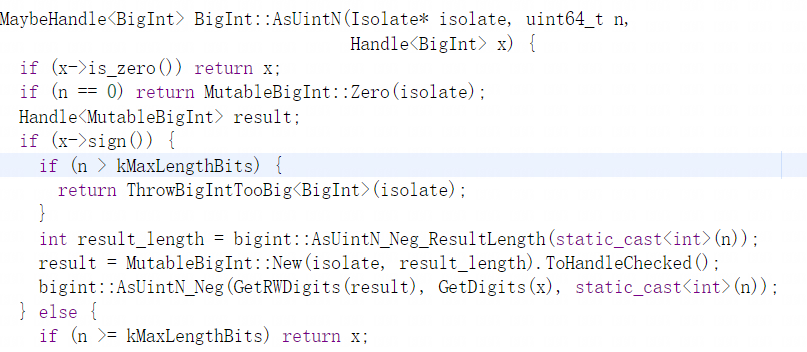 MaybeHandle<BigInt> BigInt::AsUintN(Isolate* isolate, uint64_t n,
                                    Handle<BigInt> x) {
  if (x->is_zero()) return x;
  if (n == 0) return MutableBigInt::Zero(isolate);
  Handle<MutableBigInt> result;
  if (x->sign()) {
    if (n > kMaxLengthBits) {
      return ThrowBigIntTooBig<BigInt>(isolate);
    }
    int result_length = bigint::AsUintN_Neg_ResultLength(static_cast<int>(n));
    result = MutableBigInt::New(isolate, result_length).ToHandleChecked();
    bigint::AsUintN_Neg(GetRWDigits(result), GetDigits(x), static_cast<int>(n));
  } else {
    if (n >= kMaxLengthBits) return x;